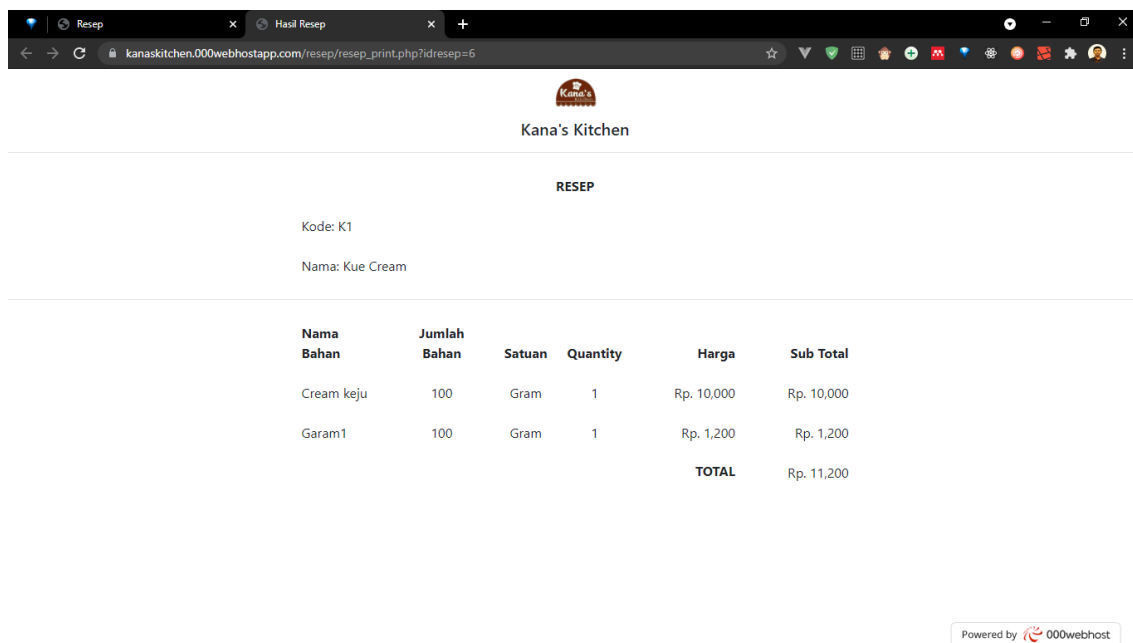 Resep
Hasil Resep
kanaskitchen.000webhostapp.com/resep/resep_print.php?idresep=6
Kana's
Kana's Kitchen
RESEP
Kode: K1
Nama: Kue Cream
Nama Bahan Jumlah Bahan Satuan Quantity Harga Sub Total
Cream keju 100 Gram 1 Rp. 10,000 Rp. 10,000
Garam1 100 Gram 1 Rp. 1,200 Rp. 1,200
TOTAL Rp. 11,200
Powered by 000webhost